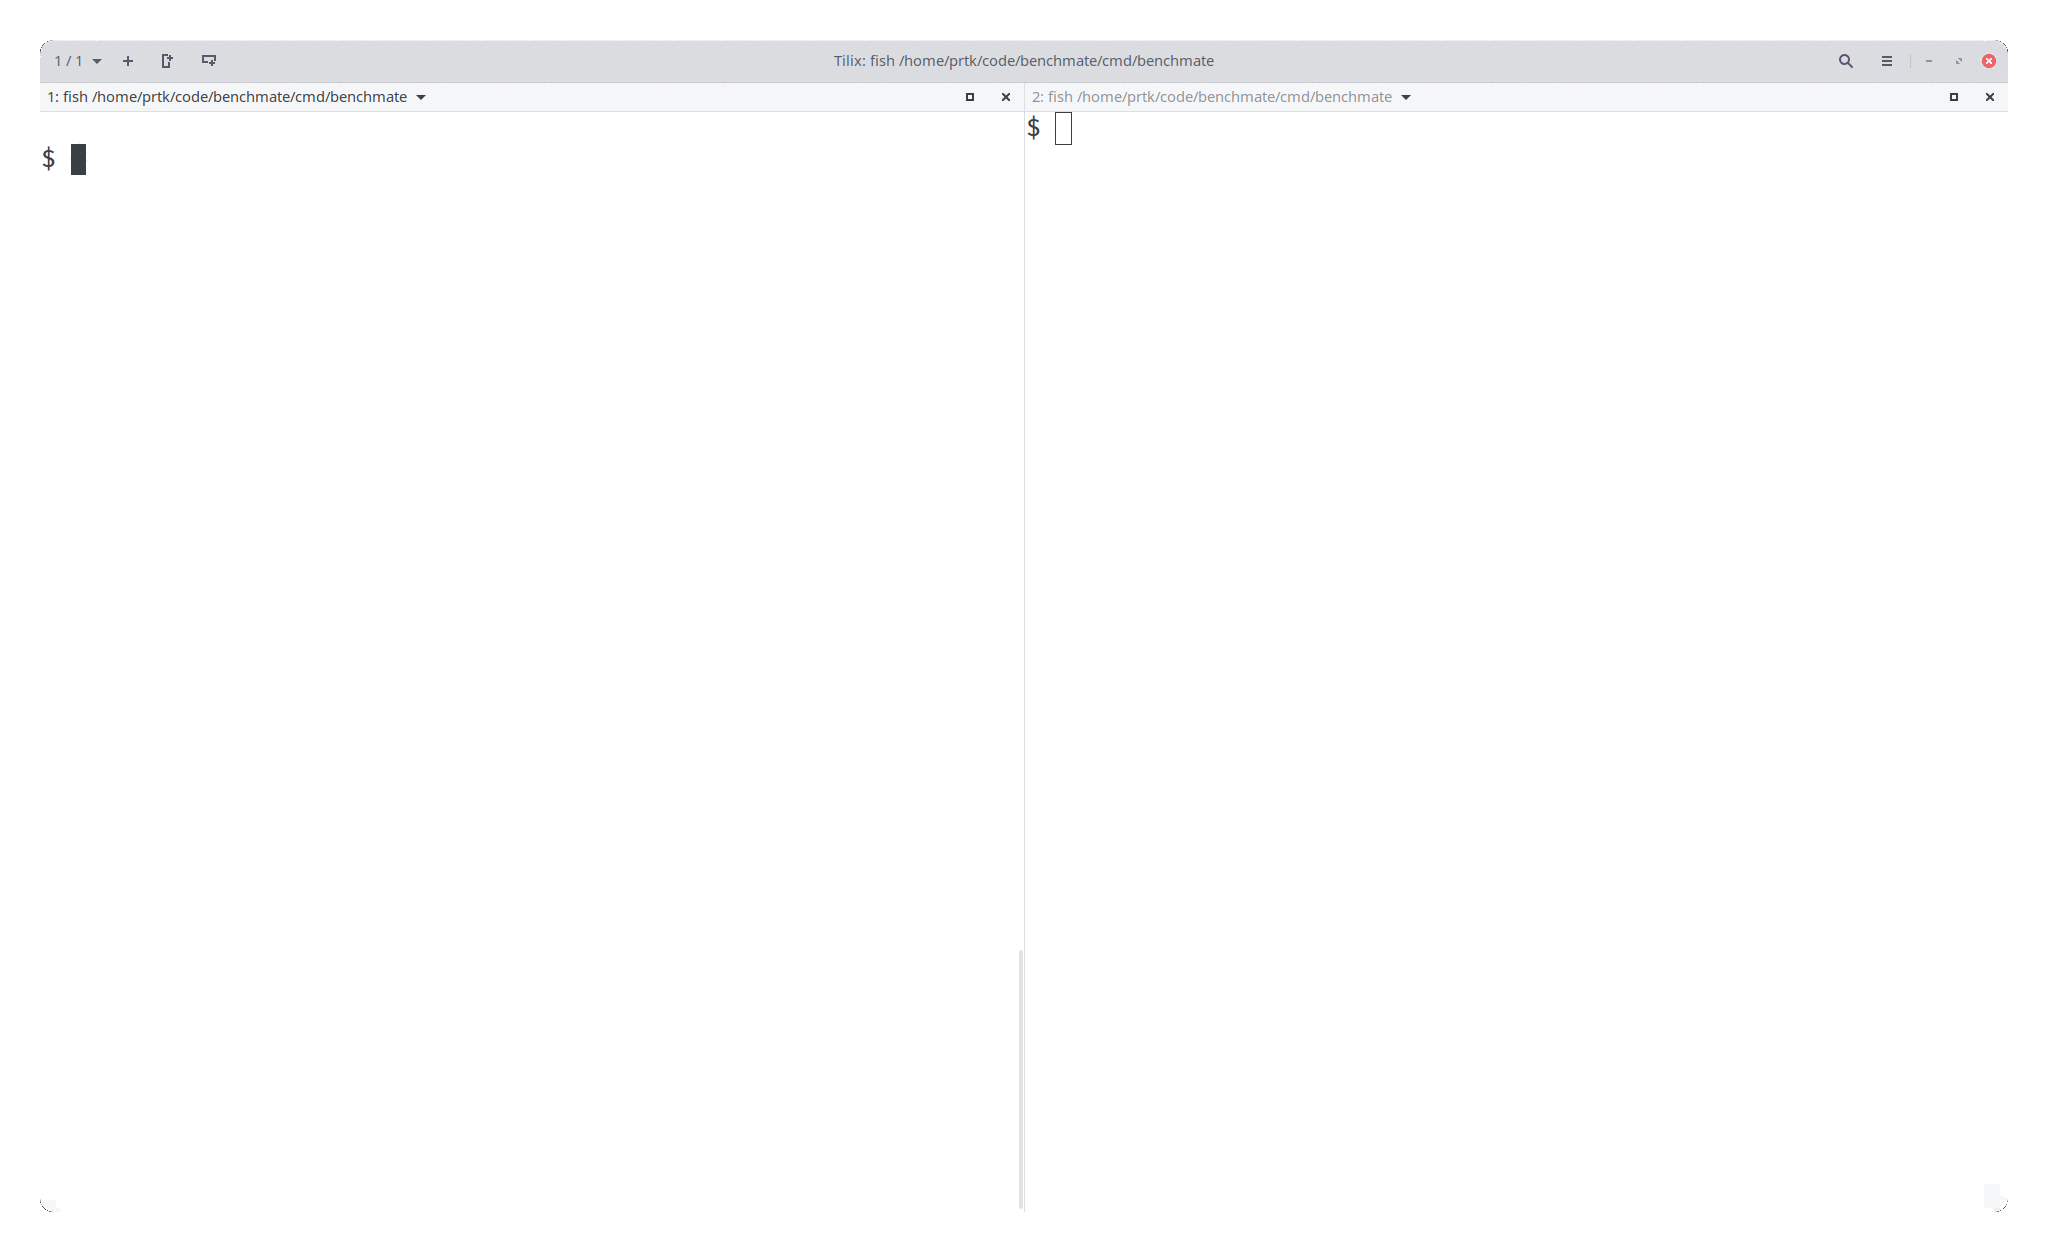 1 / 1
Tilix: fish /home/prtk/code/benchmate/cmd/benchmate
1: fish /home/prtk/code/benchmate/cmd/benchmate
2: fish /home/prtk/code/benchmate/cmd/benchmate
$
$